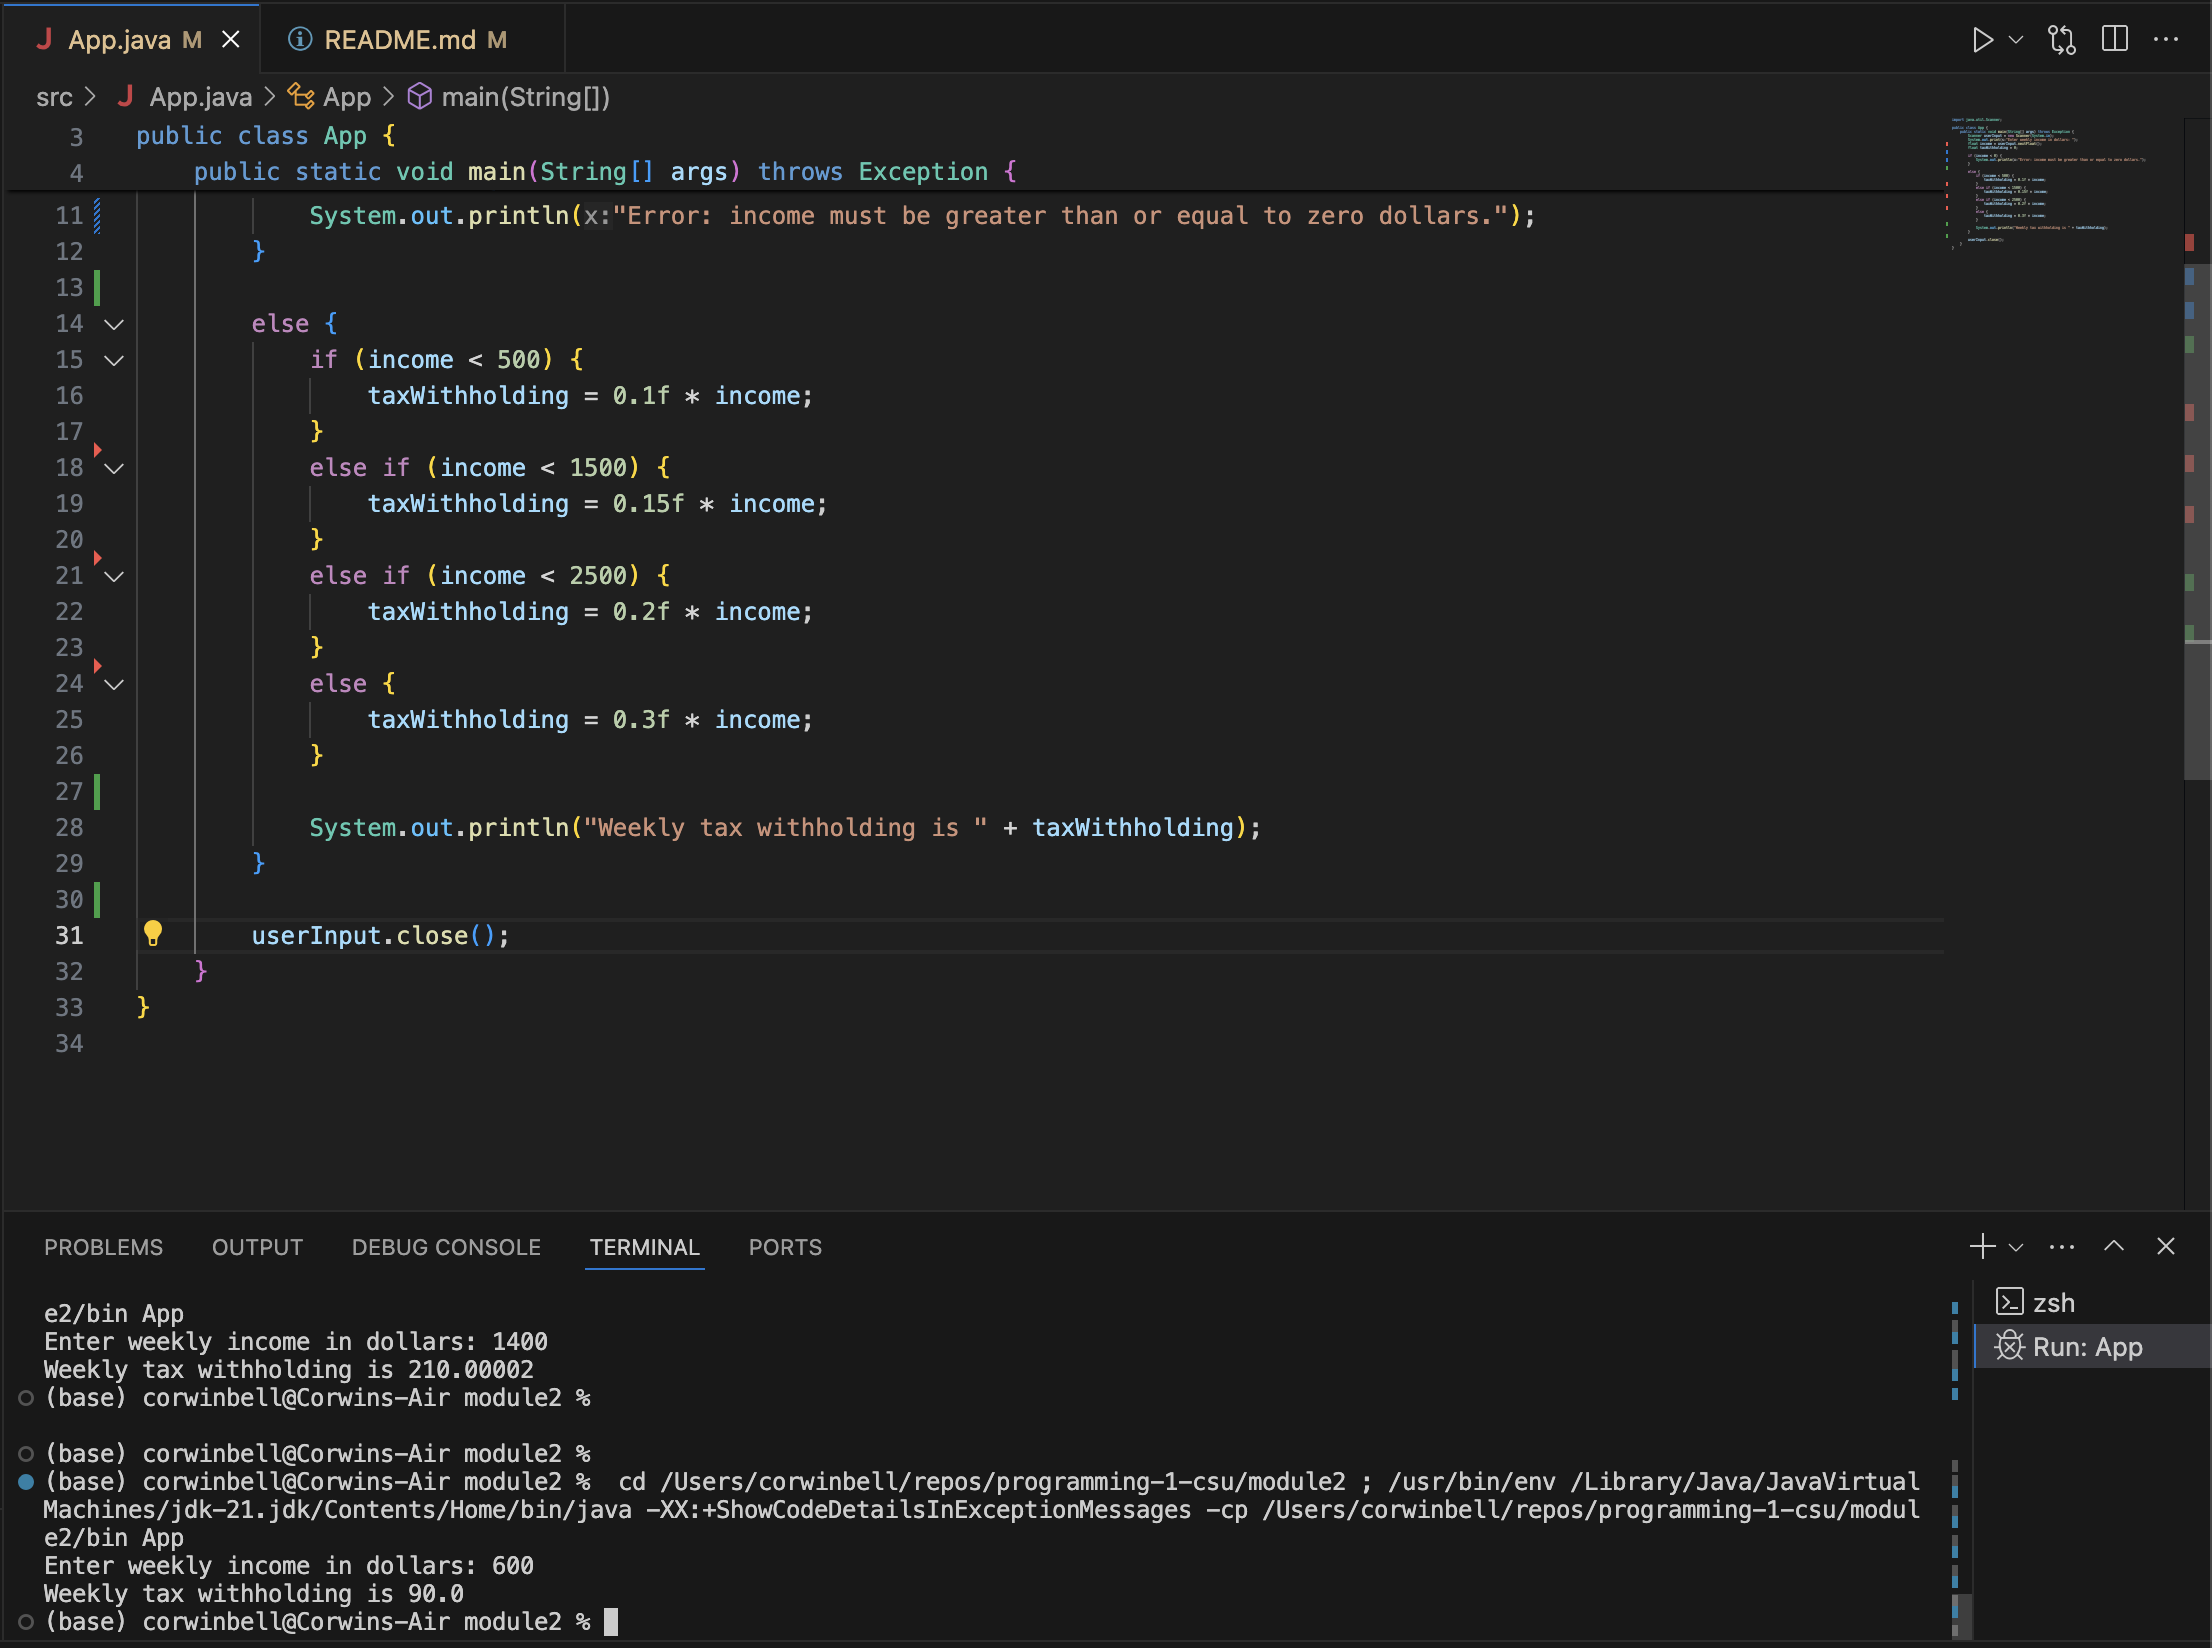 App.java M
README.md M
src > App.java > App > main(String[])
3 public class App {
4 public static void main(String[] args) throws Exception {
11 System.out.println(x:"Error: income must be greater than or equal to zero dollars.");
12 }
13
14 else {
15 if (income < 500) {
16 taxWithholding = 0.1f * income;
17 }
18 else if (income < 1500) {
19 taxWithholding = 0.15f * income;
20 }
21 else if (income < 2500) {
22 taxWithholding = 0.2f * income;
23 }
24 else {
25 taxWithholding = 0.3f * income;
26 }
27
28 System.out.println("Weekly tax withholding is " + taxWithholding);
29 }
30
31 userInput.close();
32 }
33 }
34
PROBLEMS OUTPUT DEBUG CONSOLE TERMINAL PORTS
e2/bin App
Enter weekly income in dollars: 1400
Weekly tax withholding is 210.00002
(base) corwinbell@Corwins-Air module2 %
(base) corwinbell@Corwins-Air module2 %
(base) corwinbell@Corwins-Air module2 %  cd /Users/corwinbell/repos/programming-1-csu/module2 ; /usr/bin/env /Library/Java/JavaVirtual
Machines/jdk-21.jdk/Contents/Home/bin/java -XX:+ShowCodeDetailsInExceptionMessages -cp /Users/corwinbell/repos/programming-1-csu/modul
e2/bin App
Enter weekly income in dollars: 600
Weekly tax withholding is 90.0
(base) corwinbell@Corwins-Air module2 %
zsh
Run: App